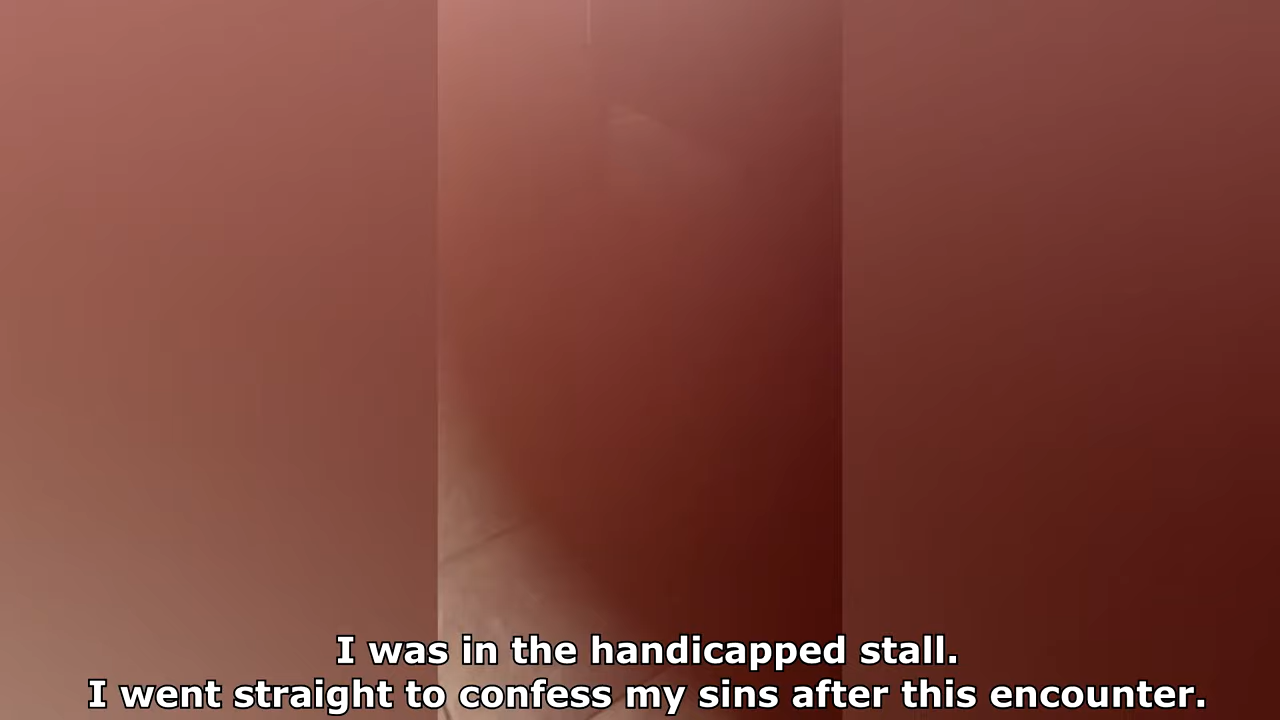 I was in the handicapped stall.
I went straight to confess my sins after this encounter.